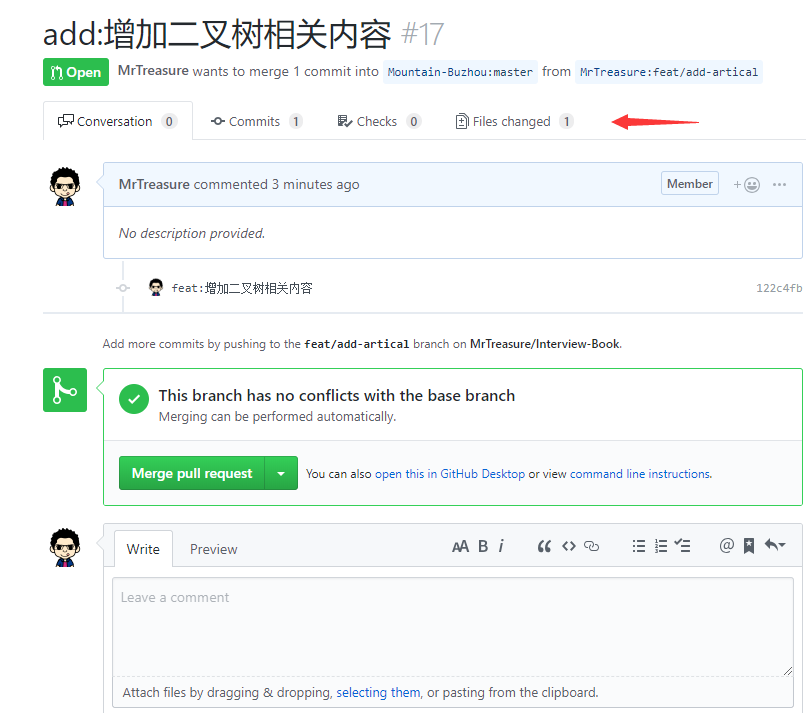 add:增加二叉树相关内容 #17
Open MrTreasure wants to merge 1 commit into Mountain-Buzhou:master from MrTreasure:feat/add-artical
Conversation 0 Commits 1 Checks 0 Files changed 1
MrTreasure commented 3 minutes ago Member +
No description provided.
feat:增加二叉树相关内容 122c4fb
Add more commits by pushing to the feat/add-artical branch on MrTreasure/Interview-Book.
This branch has no conflicts with the base branch
Merging can be performed automatically.
Merge pull request You can also open this in GitHub Desktop or view command line instructions.
Write Preview AA B i
Leave a comment
Attach files by dragging & dropping, selecting them, or pasting from the clipboard.